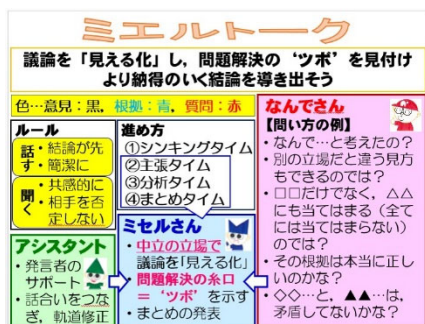 ミエルトーク
議論を「見える化」し，問題解決の‘ツボ’を見付け
より納得のいく結論を導き出そう
色…意見：黒，根拠：青，質問：赤
ルール
話す
・結論が先
・簡潔に
聞く
・共感的に
・相手を否
定しない
進め方
①シンキングタイム
②主張タイム
③分析タイム
④まとめタイム
アシスタント
・発言者の
サポート
・話合いをつな
ぎ，軌道修正
ミセルさん
・中立の立場で
議論を「見える化」
・問題解決の糸口
＝‘ツボ’を示す
・まとめの発表
なんでさん
【問い方の例】
・なんで…と考えたの？
・別の立場だと違う見方
もできるのでは？
・□□だけでなく，△△
にも当てはまる（全て
には当てはまらない）
のでは？
・その根拠は本当に正し
いのかな？
・◇◇…と，▲▲…は，
矛盾してないかな？